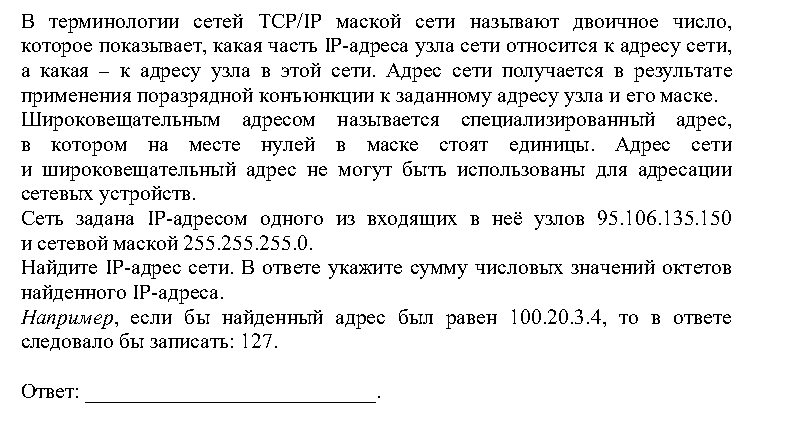 В терминологии сетей TCP/IP маской сети называют двоичное число,
которое показывает, какая часть IP-адреса узла сети относится к адресу сети,
а какая – к адресу узла в этой сети. Адрес сети получается в результате
применения поразрядной конъюнкции к заданному адресу узла и его маске.
Широковещательным адресом называется специализированный адрес,
в котором на месте нулей в маске стоят единицы. Адрес сети
и широковещательный адрес не могут быть использованы для адресации
сетевых устройств.
Сеть задана IP-адресом одного из входящих в неё узлов 95.106.135.150
и сетевой маской 255.255.255.0.
Найдите IP-адрес сети. В ответе укажите сумму числовых значений октетов
найденного IP-адреса.
Например, если бы найденный адрес был равен 100.20.3.4, то в ответе
следовало бы записать: 127.
Ответ: ___________________________.